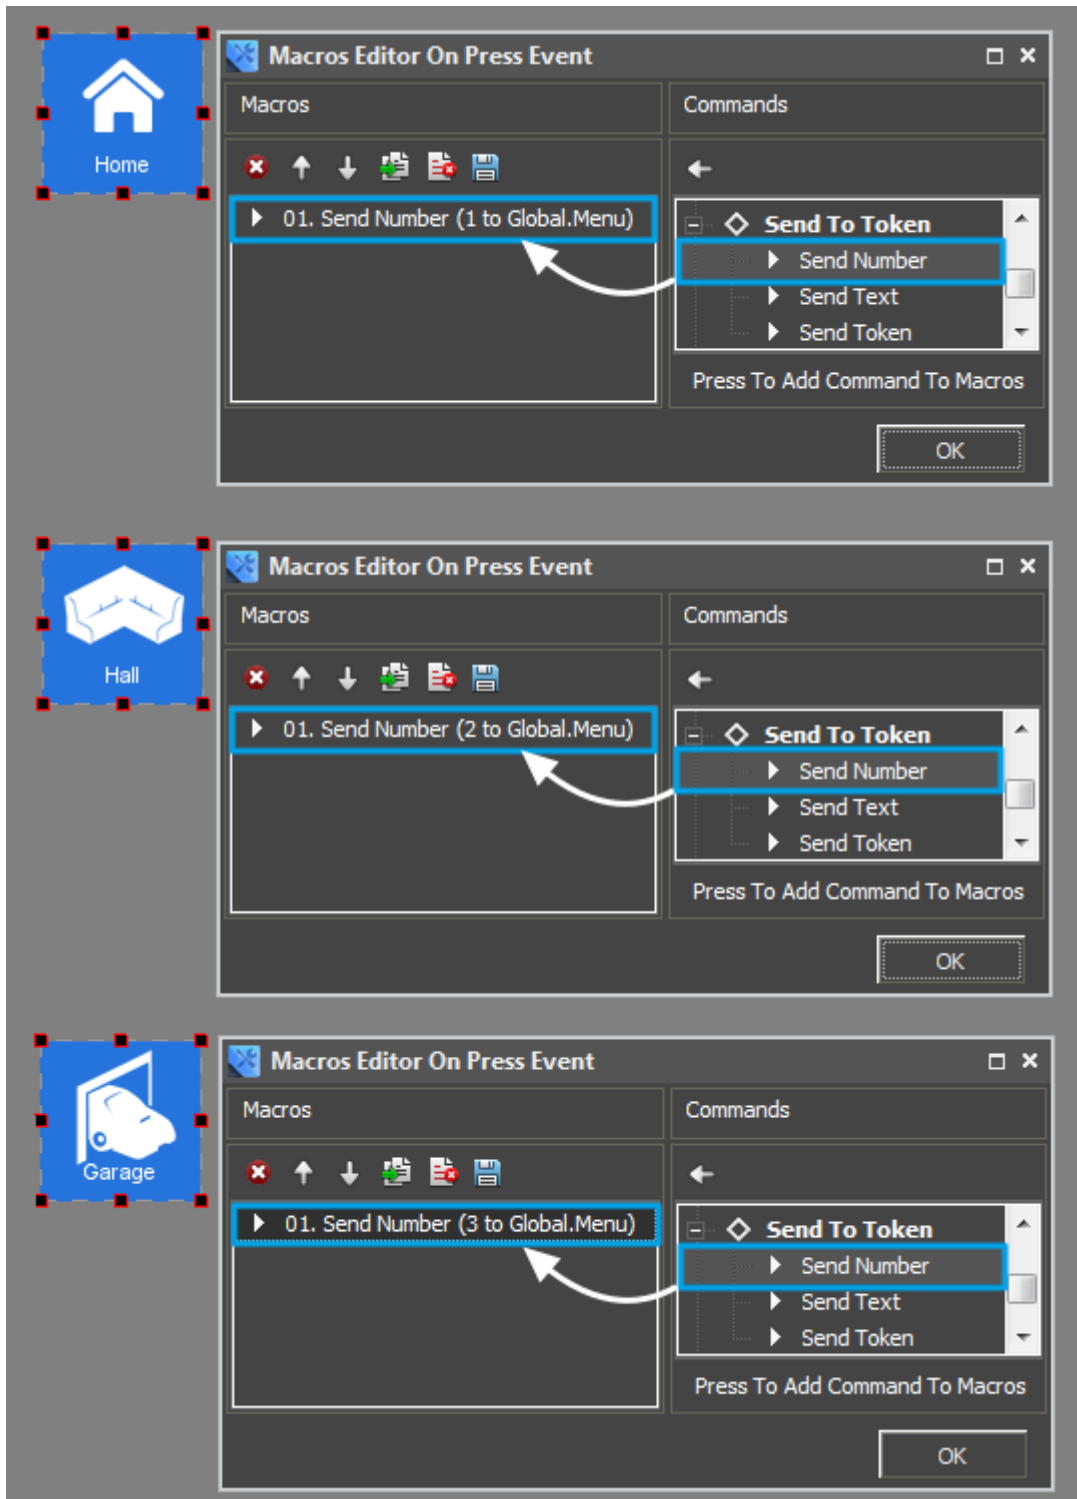 Macros Editor On Press Event
Macros
Commands
Home
01. Send Number (1 to Global.Menu)
Send To Token
Send Number
Send Text
Send Token
Press To Add Command To Macros
OK
Macros Editor On Press Event
Macros
Commands
Hall
01. Send Number (2 to Global.Menu)
Send To Token
Send Number
Send Text
Send Token
Press To Add Command To Macros
OK
Macros Editor On Press Event
Macros
Commands
Garage
01. Send Number (3 to Global.Menu)
Send To Token
Send Number
Send Text
Send Token
Press To Add Command To Macros
OK